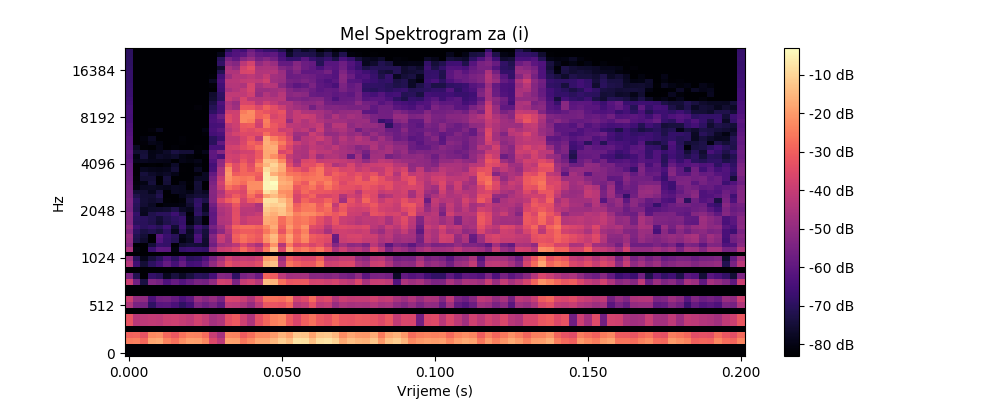 Mel Spektrogram za (i)
Hz
16384
8192
4096
2048
1024
512
0
0.000 0.050 0.100 0.150 0.200
Vrijeme (s)
-10 dB
-20 dB
-30 dB
-40 dB
-50 dB
-60 dB
-70 dB
-80 dB